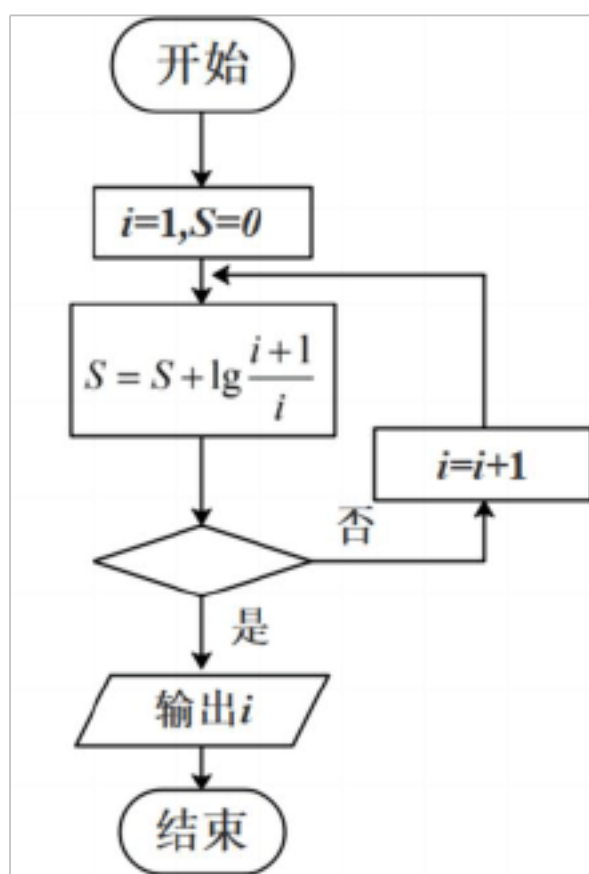 开始
i=1,S=0
S = S + lg (i+1)/i
i=i+1
否
是
输出i
结束